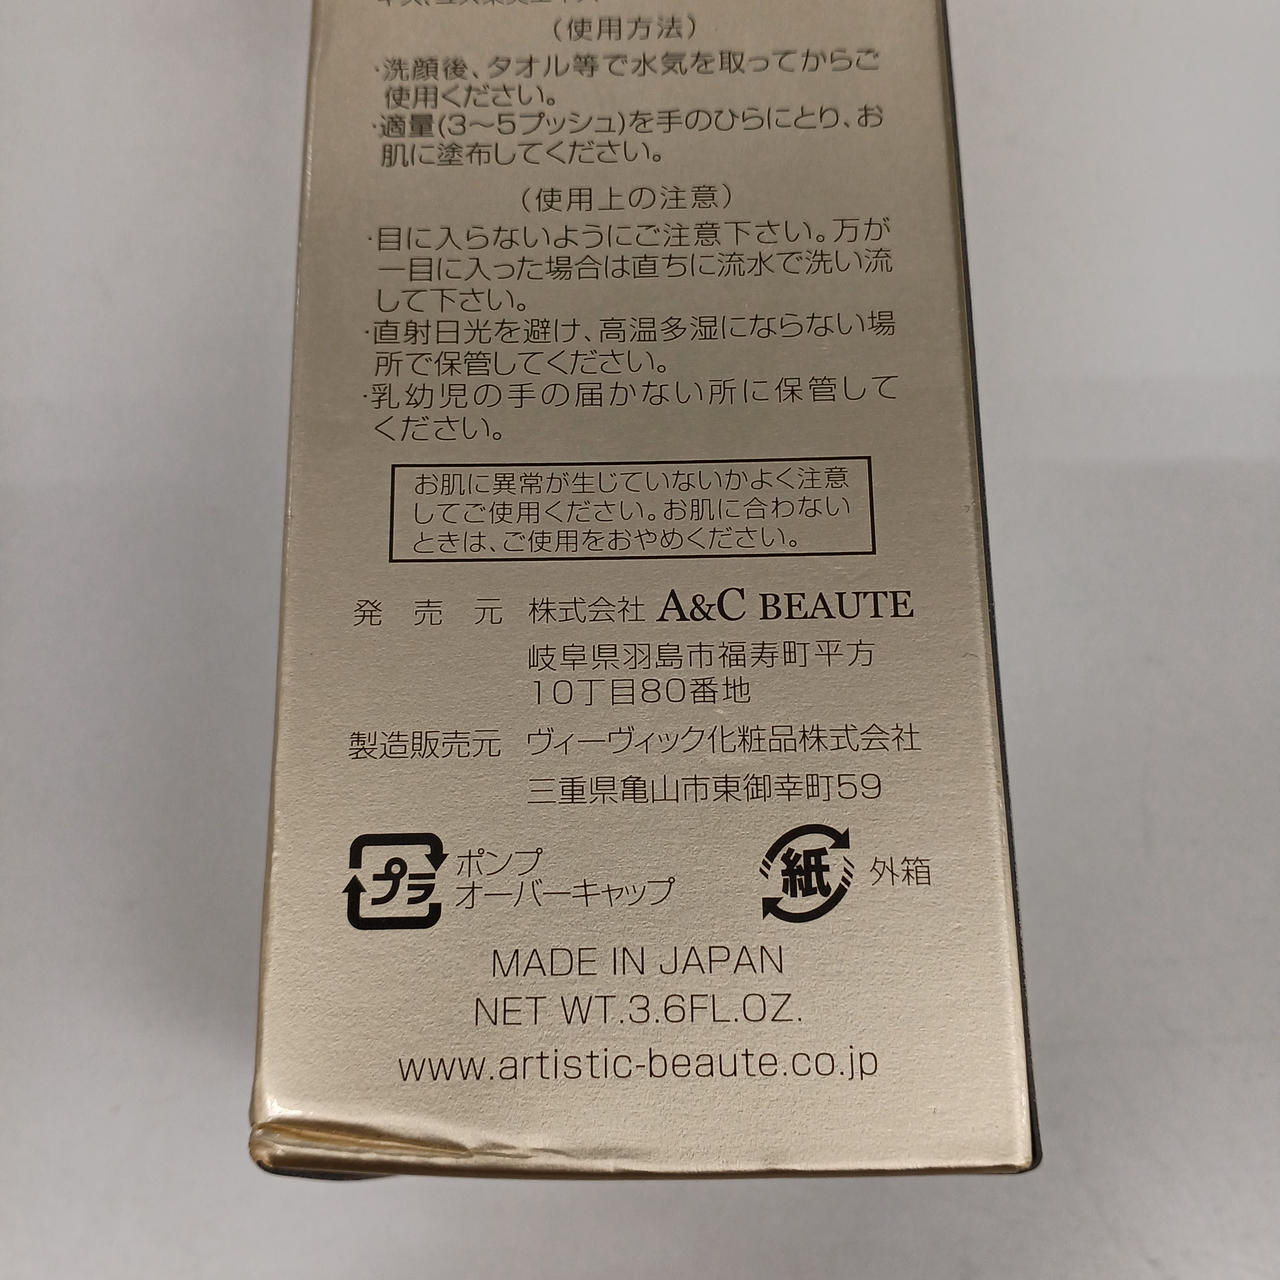 （使用方法）
・洗顔後、タオル等で水気を取ってからご
使用ください。
・適量(3～5プッシュ)を手のひらにとり、お
肌に塗布してください。
（使用上の注意）
・目に入らないようにご注意下さい。万が
一目に入った場合は直ちに流水で洗い流
して下さい。
・直射日光を避け、高温多湿にならない場
所で保管してください。
・乳幼児の手の届かない所に保管して
ください。
お肌に異常が生じていないかよく注意
してご使用ください。お肌に合わない
ときは、ご使用をおやめください。
発売元 株式会社 A&C BEAUTE
岐阜県羽島市福寿町平方
10丁目80番地
製造販売元 ヴィーヴィック化粧品株式会社
三重県亀山市東御幸町59
プラ ポンプ
オーバーキャップ
紙 外箱
MADE IN JAPAN
NET WT.3.6FL.OZ.
www.artistic-beaute.co.jp